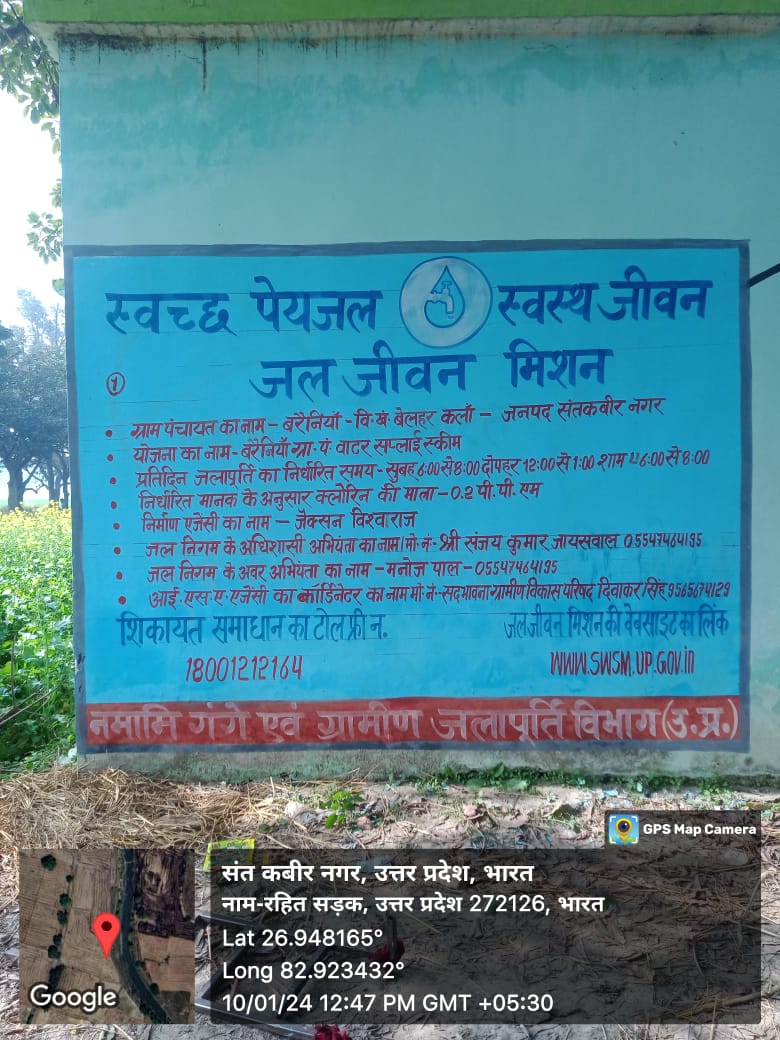 स्वच्छ पेयजल स्वस्थ जीवन
जल जीवन मिशन
१
• ग्राम पंचायत का नाम - बरैनियाँ - वि. खं. बेलहर कलाँ - जनपद संतकबीर नगर
• योजना का नाम - बरैनियाँ ग्रा. पं. वाटर सप्लाई स्कीम
• प्रतिदिन जलापूर्ति का निर्धारित समय - सुबह 6:00 से 8:00 दोपहर 12:00 से 1:00 शाम 6:00 से 8:00
• निर्धारित मानक के अनुसार क्लोरिन की मात्रा - 0.2 पी. पी. एम
• निर्माण एजेंसी का नाम - जैक्सन विश्वाराज
• जल निगम के अधिशासी अभियंता का नाम/मो. नं.- श्री संजय कुमार जायसवाल 05547464195
• जल निगम के अवर अभियंता का नाम - मनोज पाल - 05547464195
• आई. एस. ए. एजेंसी का कॉर्डिनेटर का नाम मो. नं.- सदभावना ग्रामीण विकास परिषद दिवाकर सिंह 9565674129
शिकायत समाधान का टोल फ्री न. जल जीवन मिशन की वेबसाइट का लिंक
18001212164 WWW.SWSM.UP.GOV.in
नमामि गंगे एवं ग्रामीण जलापूर्ति विभाग (उ.प्र.)
GPS Map Camera
संत कबीर नगर, उत्तर प्रदेश, भारत
नाम-रहित सड़क, उत्तर प्रदेश 272126, भारत
Lat 26.948165°
Long 82.923432°
10/01/24 12:47 PM GMT +05:30
Google